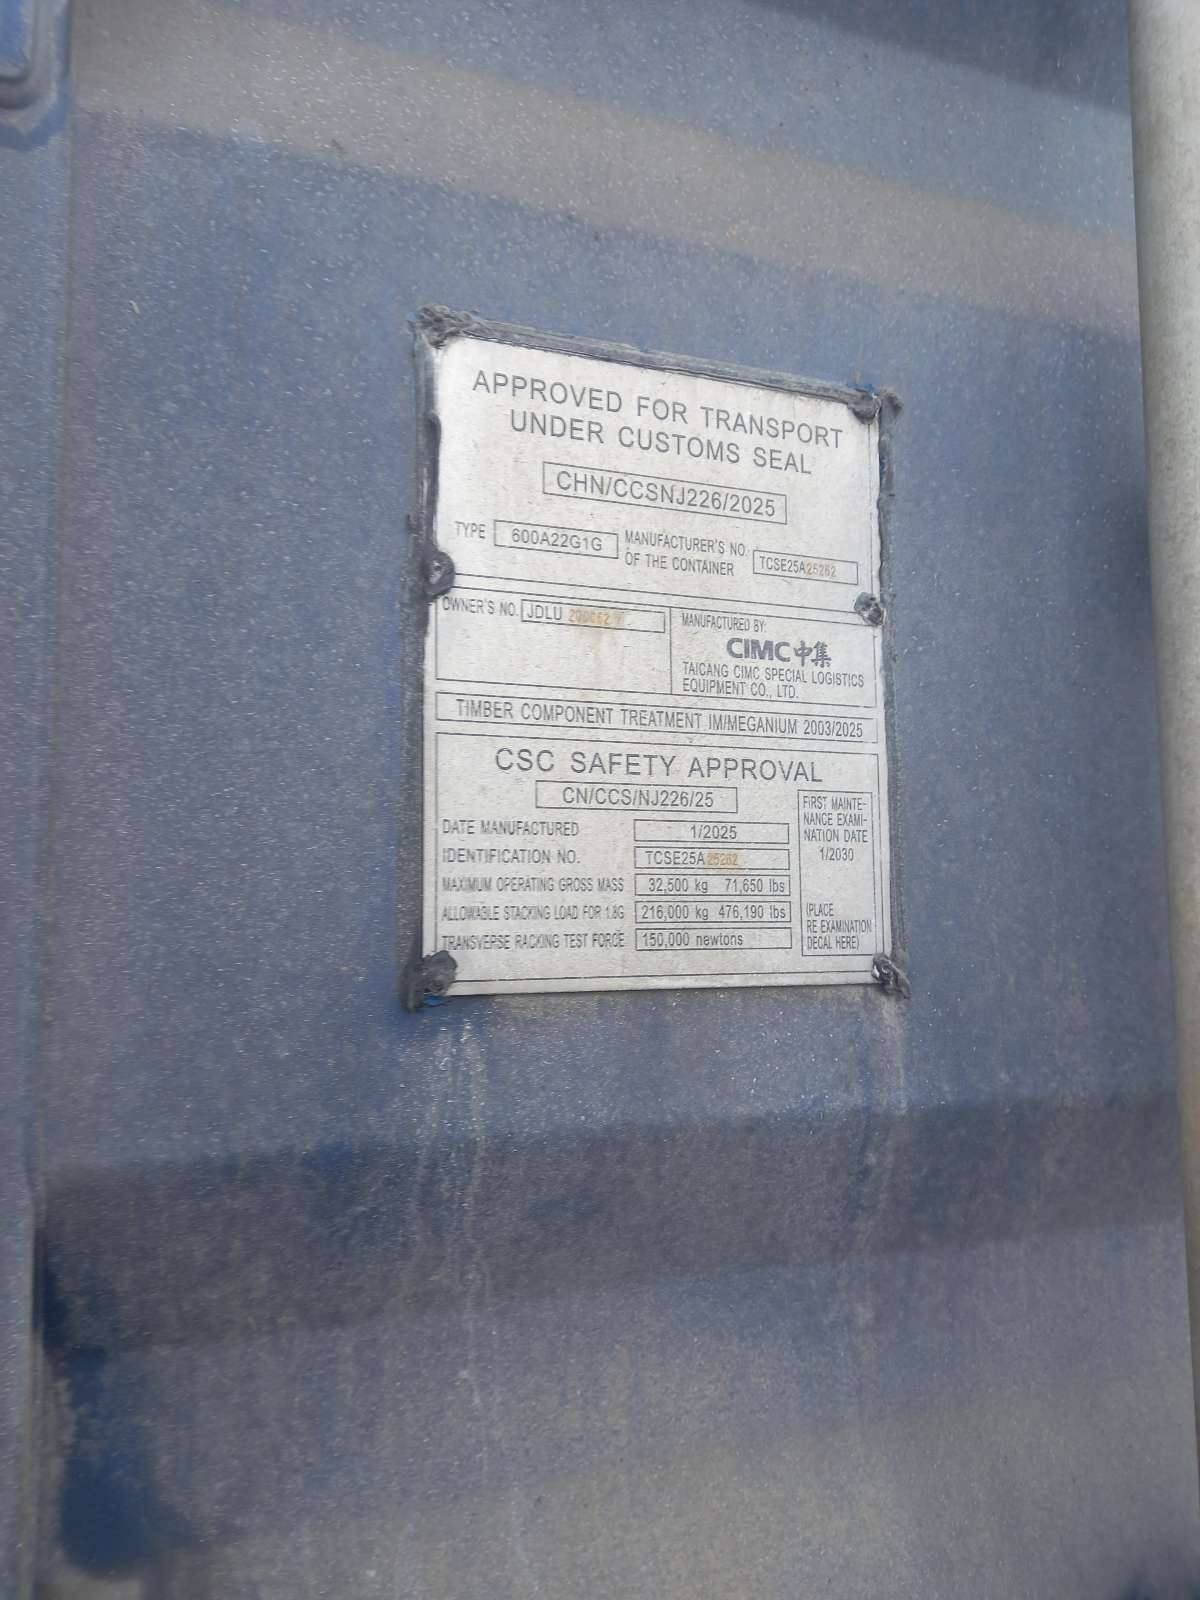 APPROVED FOR TRANSPORT
UNDER CUSTOMS SEAL
CHN/CCSNJ226/2025
TYPE 600A22G1G MANUFACTURER'S NO. OF THE CONTAINER TCSE25A25262
OWNER'S NO. JDLU
MANUFACTURED BY:
CIMC中集
TAICANG CIMC SPECIAL LOGISTICS
EQUIPMENT CO., LTD.
TIMBER COMPONENT TREATMENT IM/MEGANIUM 2003/2025
CSC SAFETY APPROVAL
CN/CCS/NJ226/25
DATE MANUFACTURED 1/2025
IDENTIFICATION NO. TCSE25A25262
MAXIMUM OPERATING GROSS MASS 32,500 kg 71,650 lbs
ALLOWABLE STACKING LOAD FOR 1.8G 216,000 kg 476,190 lbs
TRANSVERSE RACKING TEST FORCE 150,000 newtons
FIRST MAINTE-
NANCE EXAMI-
NATION DATE
1/2030
(PLACE
RE EXAMINATION
DECAL HERE)